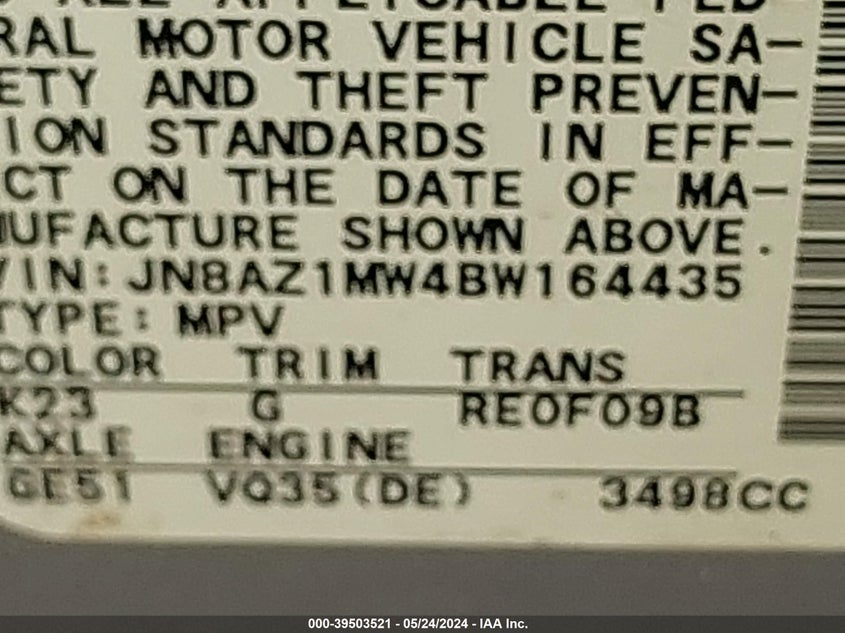 RAL MOTOR VEHICLE SA-
ETY AND THEFT PREVEN-
ION STANDARDS IN EFF-
CT ON THE DATE OF MA-
UFACTURE SHOWN ABOVE.
VIN: JN8AZ1MW4BW164435
TYPE: MPV
COLOR TRIM TRANS
K23 G RE0F09B
AXLE ENGINE
GE51 VQ35(DE) 3498CC
000-39503521 - 05/24/2024 - IAA Inc.